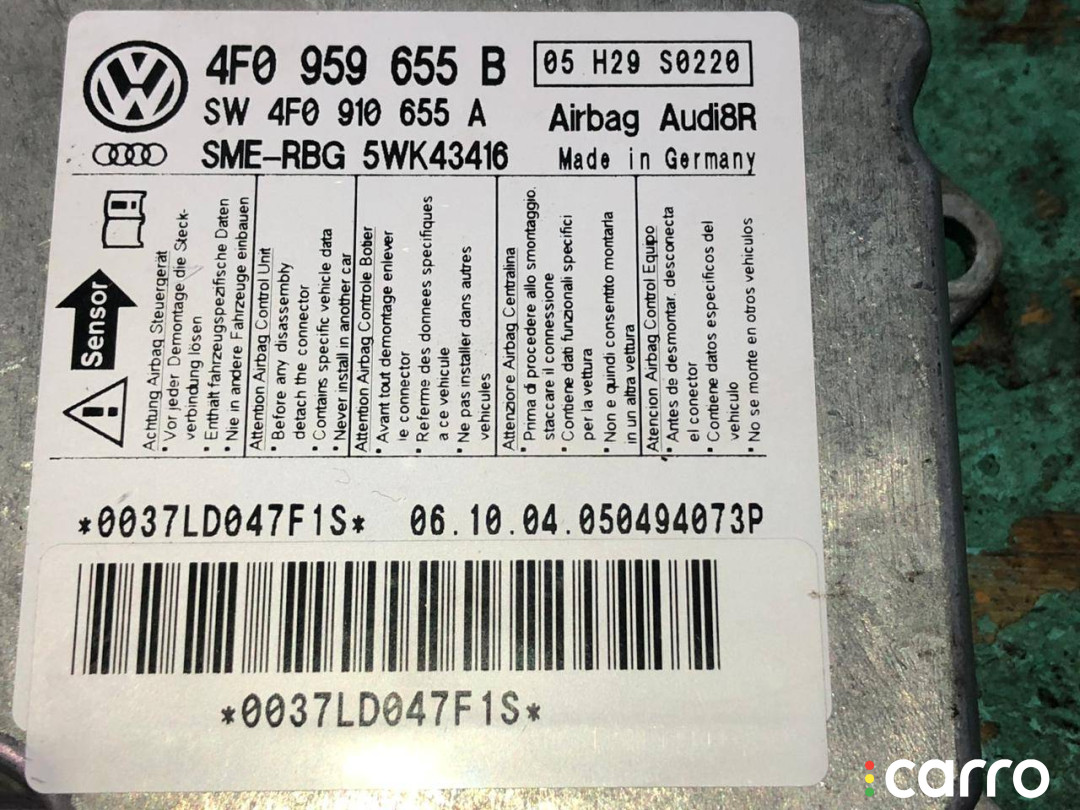 4F0 959 655 B
05 H29 S0220
SW 4F0 910 655 A
Airbag Audi8R
SME-RBG 5WK43416
Made in Germany
Sensor
Achtung Airbag Steuergerät
• Vor jeder Demontage die Steck-
verbindung lösen
• Enthält fahrzeugspezifische Daten
• Nie in andere Fahrzeuge einbauen
Attention Airbag Control Unit
• Before any disassembly
detach the connector
• Contains specific vehicle data
• Never install in another car
Attention Airbag Controle Botier
• Avant tout demontage enlever
le connector
• Referme des donnees specifiques
a ce vehicule
• Ne pas installer dans autres
vehicules
Attenzione Airbag Centralina
• Prima di procedere allo smontaggio.
staccare il connessione
• Contiene dati funzionali specifici
per la vettura
• Non e quindi consentito montarla
in un altra vettura
Atencion Airbag Control Equipo
• Antes de desmontar, desconecta
el conector
• Contiene datos especificos del
vehiculo
• No se monte en otros vehiculos
*0037LD047F1S* 06.10.04.050494073P
*0037LD047F1S*
carro